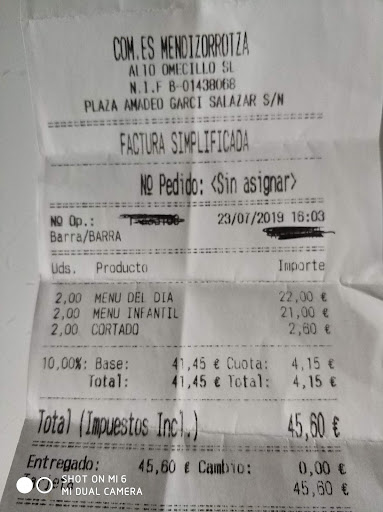 COM.ES MENDIZORROTZA
ALTO OMECILLO SL
N.I.F B-01438068
PLAZA AMADEO GARCI SALAZAR S/N
FACTURA SIMPLIFICADA
Nº Pedido: <Sin asignar>
Nº Op.: 23/07/2019 16:03
Barra/BARRA
Uds. Producto Importe
2,00 MENU DEL DIA 22,00 €
2,00 MENU INFANTIL 21,00 €
2,00 CORTADO 2,60 €
10,00%: Base: 41,45 € Cuota: 4,15 €
Total: 41,45 € Total: 4,15 €
Total (Impuestos Incl.) 45,60 €
Entregado: 45,60 € Cambio: 0,00 €
45,60 €
SHOT ON MI 6
MI DUAL CAMERA